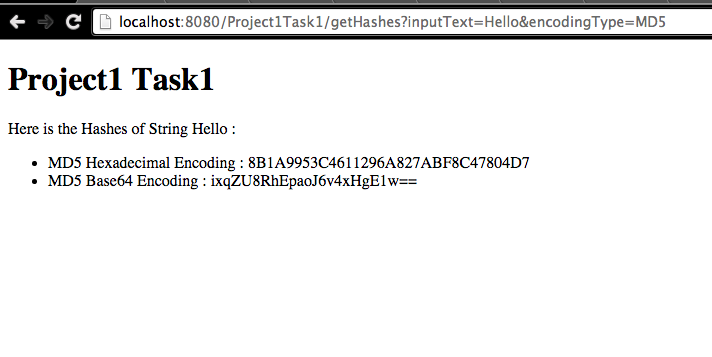 localhost:8080/Project1Task1/getHashes?inputText=Hello&encodingType=MD5
Project1 Task1
Here is the Hashes of String Hello :
• MD5 Hexadecimal Encoding : 8B1A9953C4611296A827ABF8C47804D7
• MD5 Base64 Encoding : ixqZU8RhEpaoJ6v4xHgE1w==